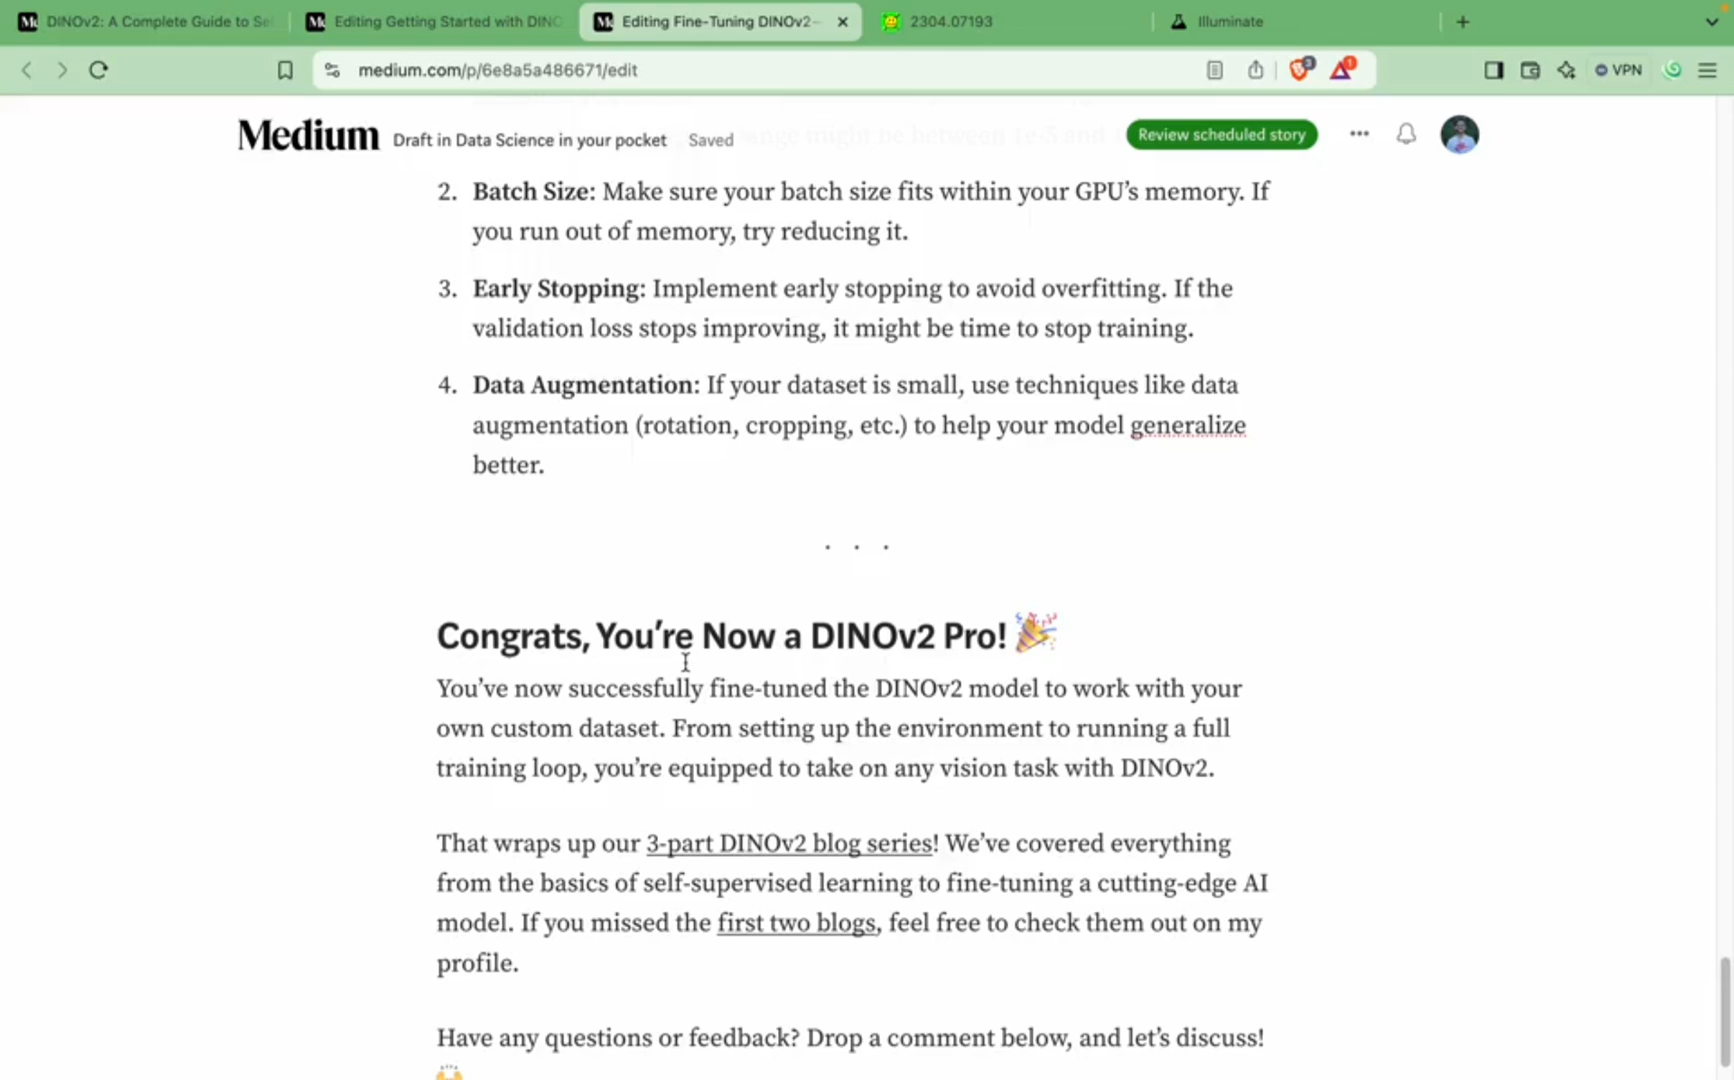 DINOv2: A Complete Guide to Se
Editing Getting Started with DINO
Editing Fine-Tuning DINOv2—
2304.07193
Illuminate
medium.com/p/6e8a5a486671/edit
3
1
VPN
Medium
Draft in Data Science in your pocket
Saved
ange might be between 1e-5 and
Review scheduled story
2. Batch Size: Make sure your batch size fits within your GPU’s memory. If
you run out of memory, try reducing it.
3. Early Stopping: Implement early stopping to avoid overfitting. If the
validation loss stops improving, it might be time to stop training.
4. Data Augmentation: If your dataset is small, use techniques like data
augmentation (rotation, cropping, etc.) to help your model generalize
better.
. . .
Congrats, You’re Now a DINOv2 Pro! 🎉
You’ve now successfully fine-tuned the DINOv2 model to work with your
own custom dataset. From setting up the environment to running a full
training loop, you’re equipped to take on any vision task with DINOv2.
That wraps up our 3-part DINOv2 blog series! We’ve covered everything
from the basics of self-supervised learning to fine-tuning a cutting-edge AI
model. If you missed the first two blogs, feel free to check them out on my
profile.
Have any questions or feedback? Drop a comment below, and let’s discuss!